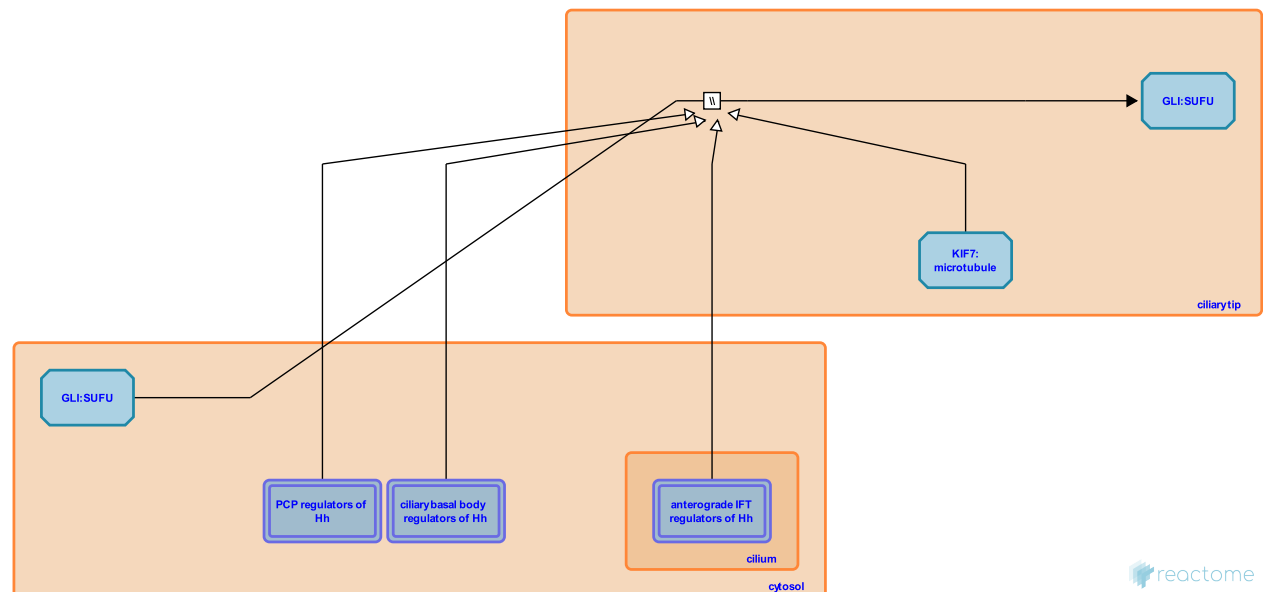 \\
GLI:SUFU
KIF7:
microtubule
ciliary tip
GLI:SUFU
PCP regulators of
Hh
ciliary basal body
regulators of Hh
anterograde IFT
regulators of Hh
cilium
cytosol
reactome